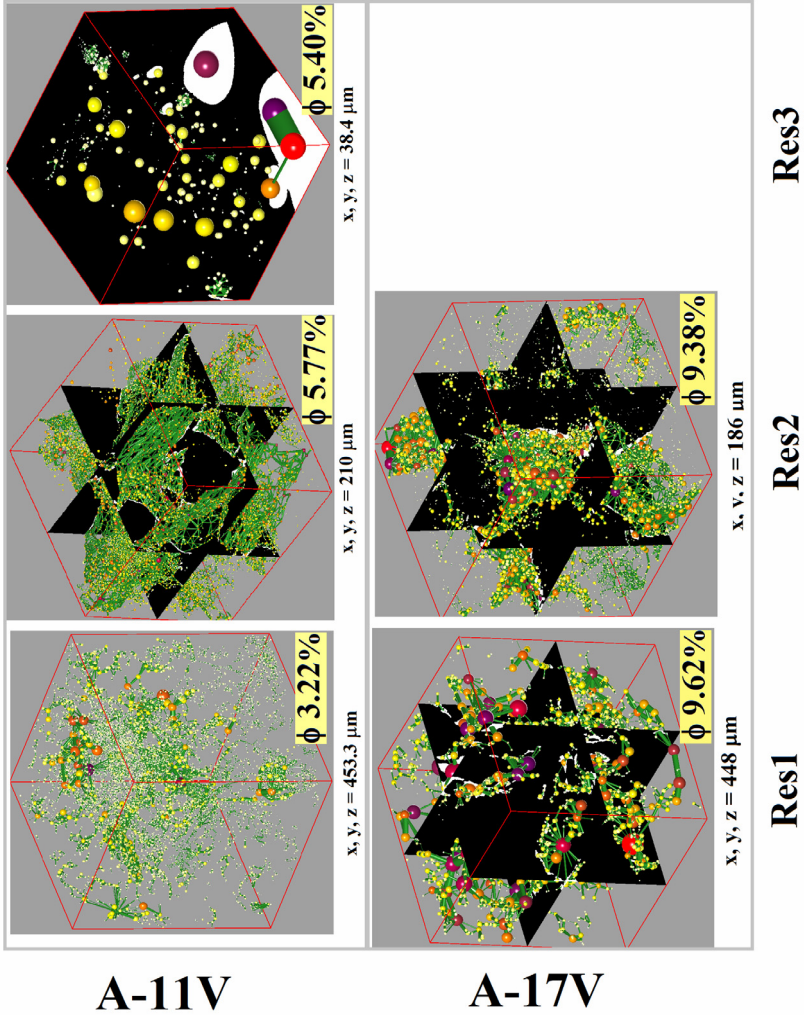 A-11V
ϕ 3.22%
x, y, z = 453.3 μm
ϕ 5.77%
x, y, z = 210 μm
ϕ 5.40%
x, y, z = 38.4 μm
A-17V
ϕ 9.62%
x, y, z = 448 μm
ϕ 9.38%
x, v. z = 186 μm
Res1
Res2
Res3